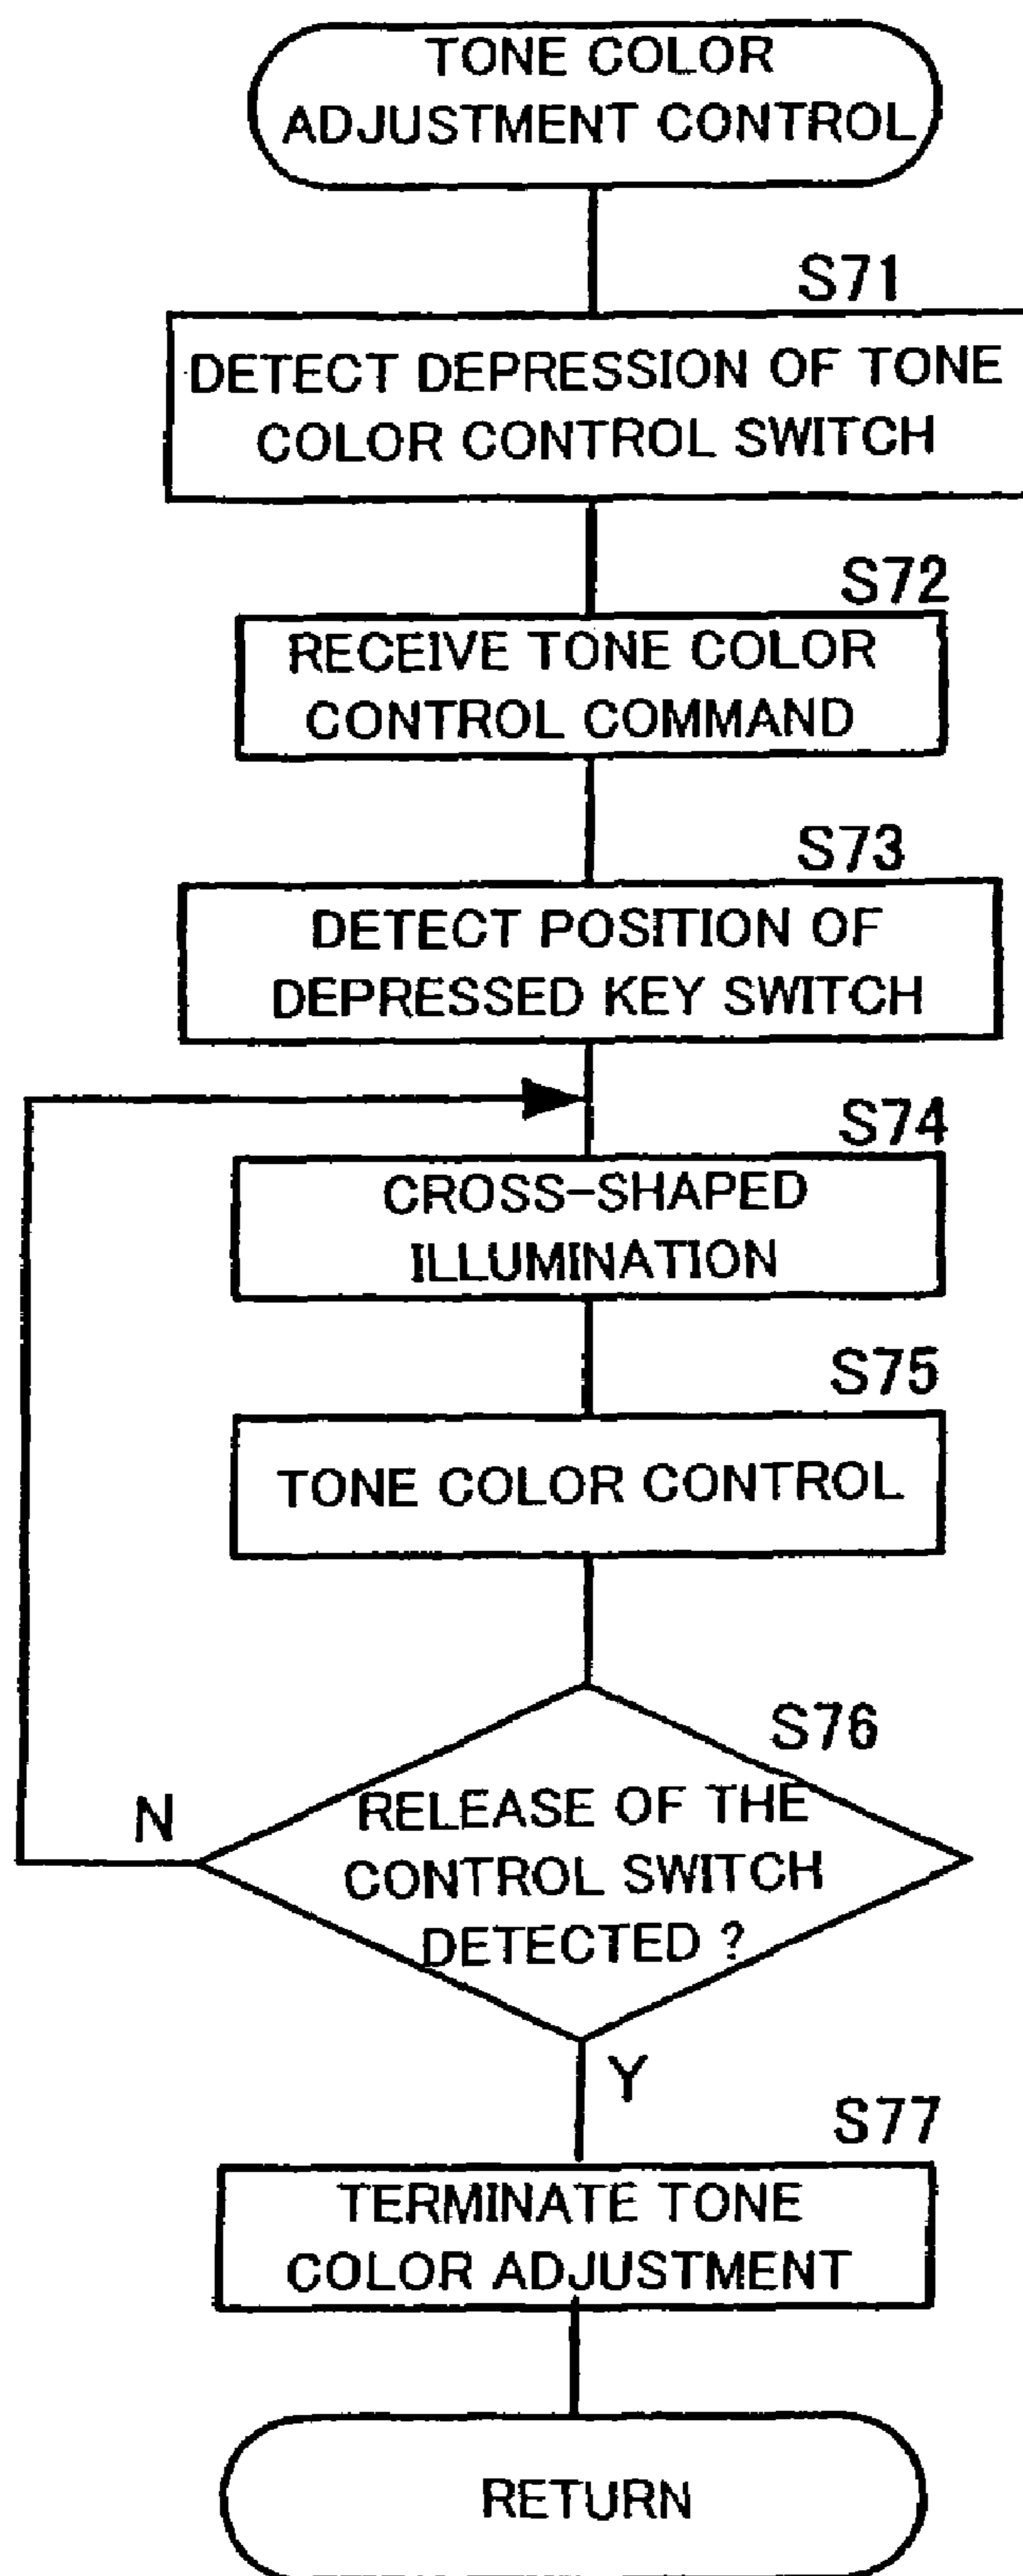 TONE COLOR
ADJUSTMENT CONTROL
S71
DETECT DEPRESSION OF TONE
COLOR CONTROL SWITCH
S72
RECEIVE TONE COLOR
CONTROL COMMAND
S73
DETECT POSITION OF
DEPRESSED KEY SWITCH
S74
CROSS-SHAPED
ILLUMINATION
S75
TONE COLOR CONTROL
S76
RELEASE OF THE
CONTROL SWITCH
DETECTED ?
N
Y
S77
TERMINATE TONE
COLOR ADJUSTMENT
RETURN